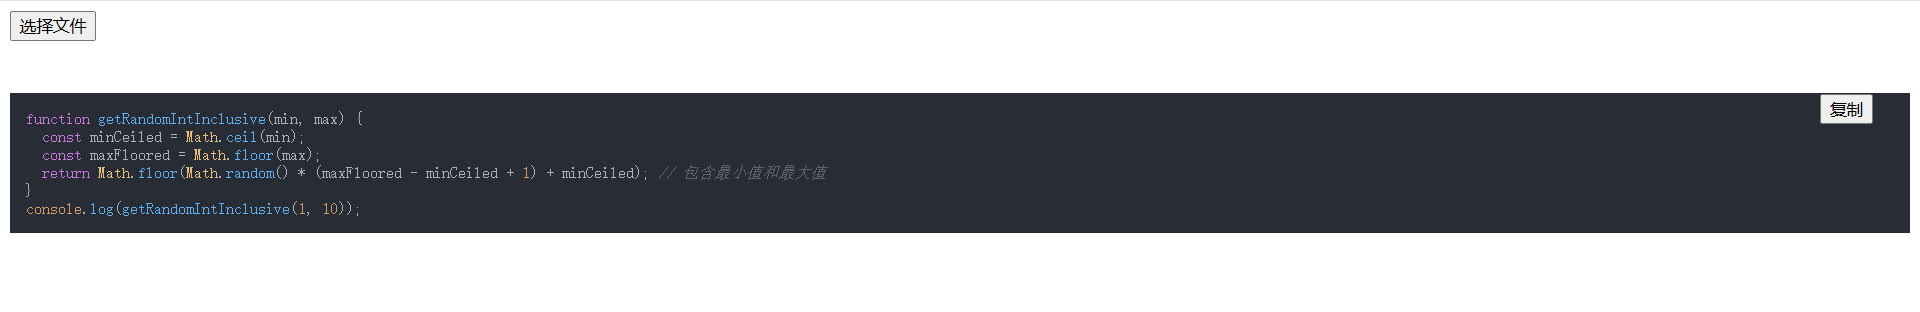 选择文件
复制
function getRandomIntInclusive(min, max) {
  const minCeiled = Math.ceil(min);
  const maxFloored = Math.floor(max);
  return Math.floor(Math.random() * (maxFloored - minCeiled + 1) + minCeiled); // 包含最小值和最大值
}
console.log(getRandomIntInclusive(1, 10));